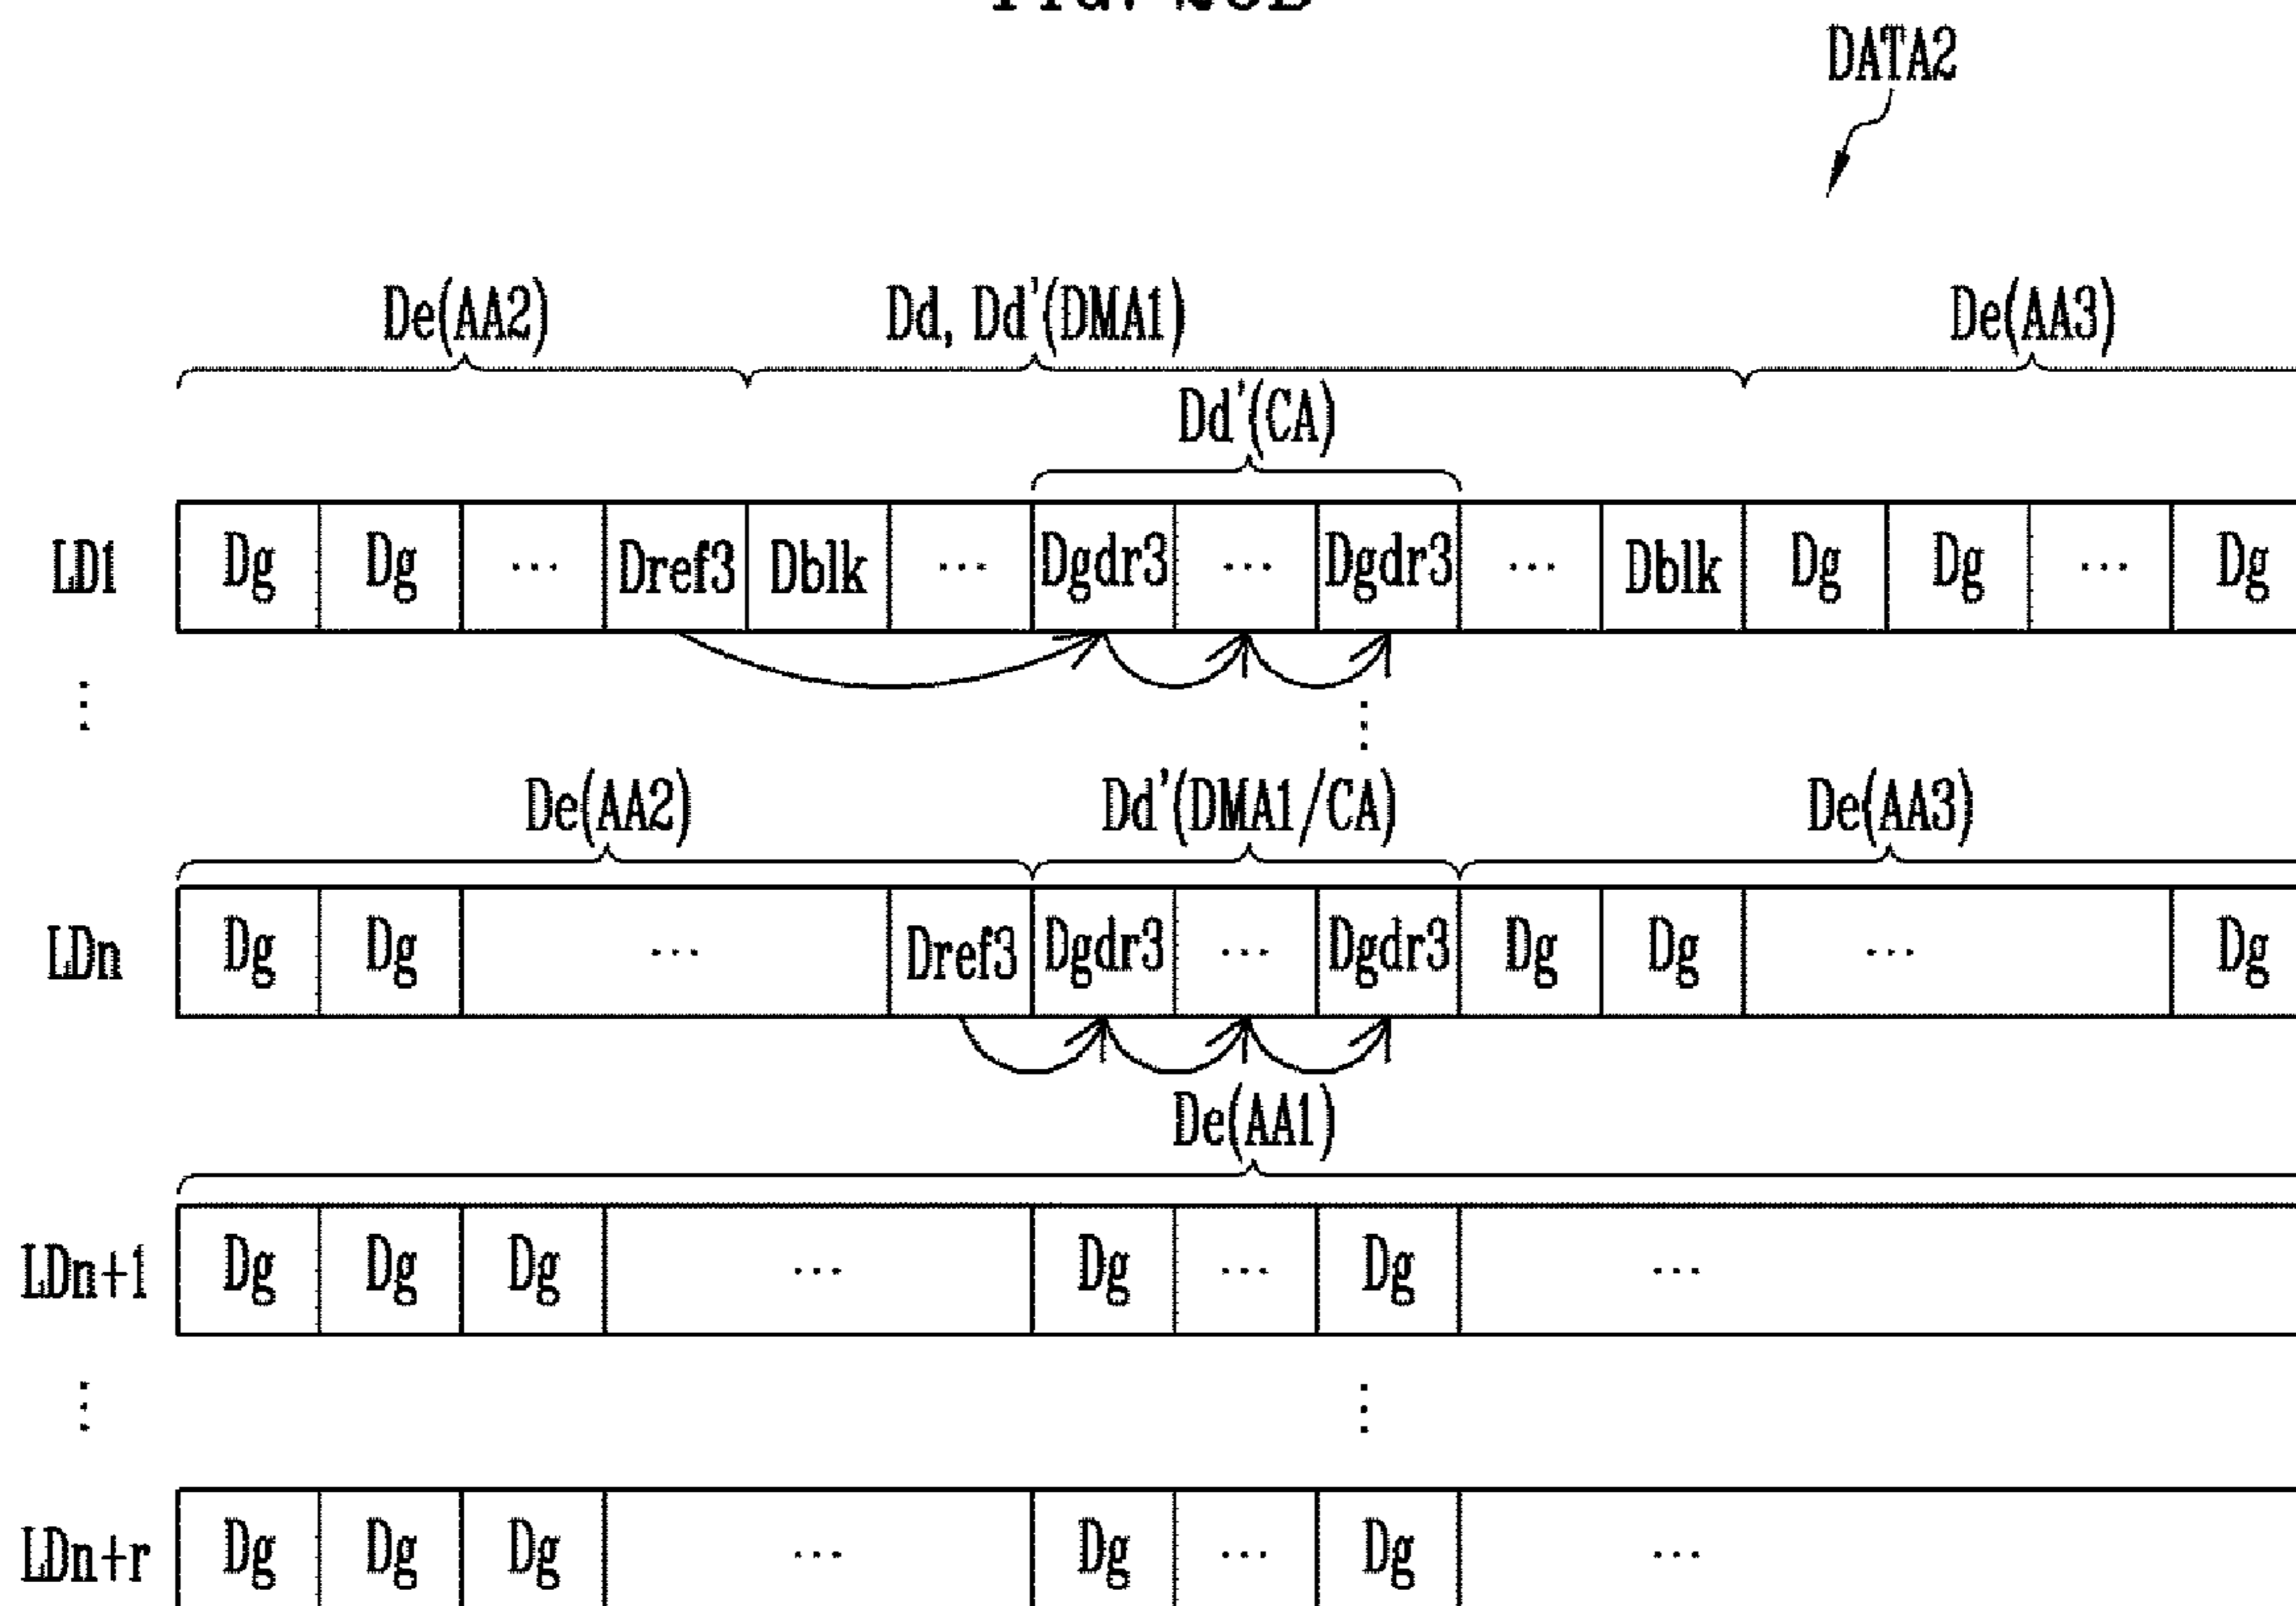 DATA2
De(AA2) Dd, Dd'(DMA1) De(AA3)
Dd'(CA)
LD1 Dg Dg ... Dref3 Dblk ... Dgdr3 ... Dgdr3 ... Dblk Dg Dg ... Dg
De(AA2) Dd'(DMA1/CA) De(AA3)
LDn Dg Dg ... Dref3 Dgdr3 ... Dgdr3 Dg Dg ... Dg
De(AA1)
LDn+1 Dg Dg Dg ... Dg ... Dg ...
LDn+r Dg Dg Dg ... Dg ... Dg ...